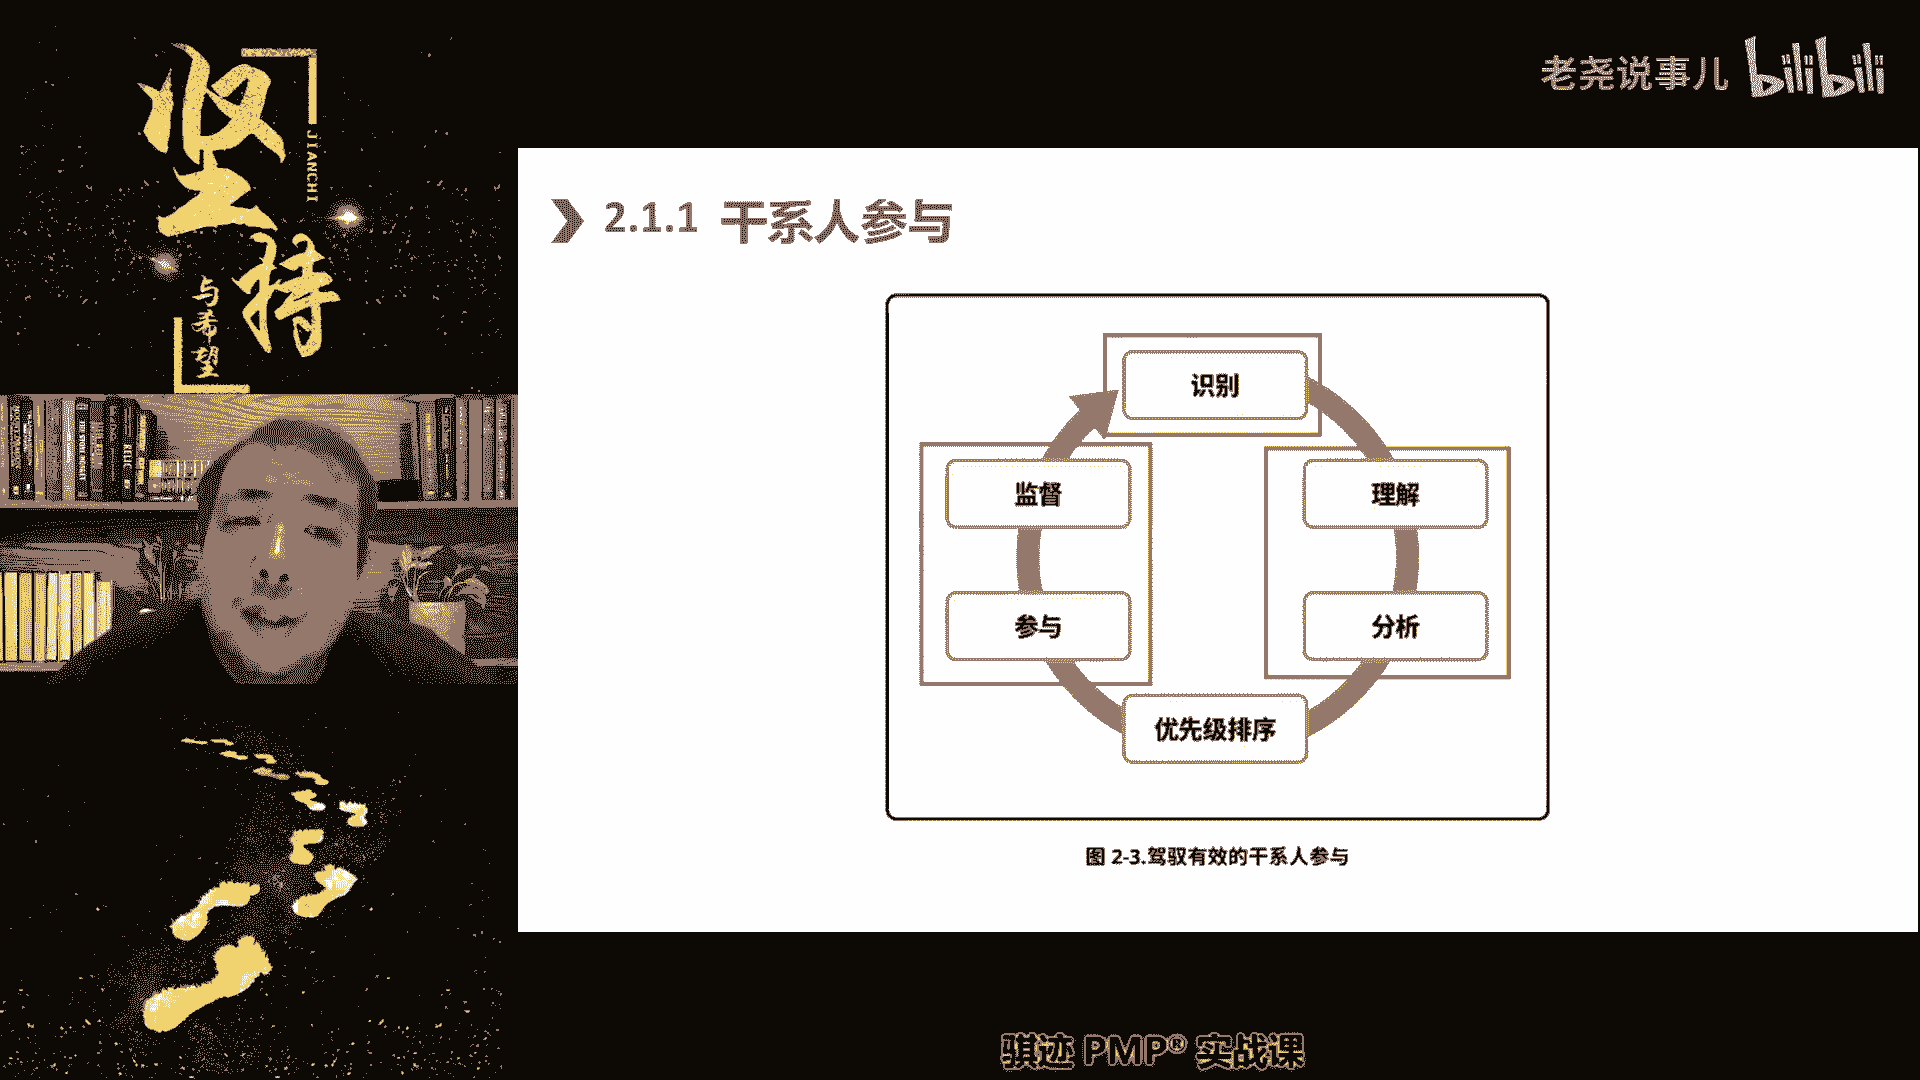 坚持
JIANCHI
与希望
老尧说事儿 bilibili
2.1.1 干系人参与
识别
监督
理解
参与
分析
优先级排序
图 2-3.驾驭有效的干系人参与
骐迹 PMP® 实战课